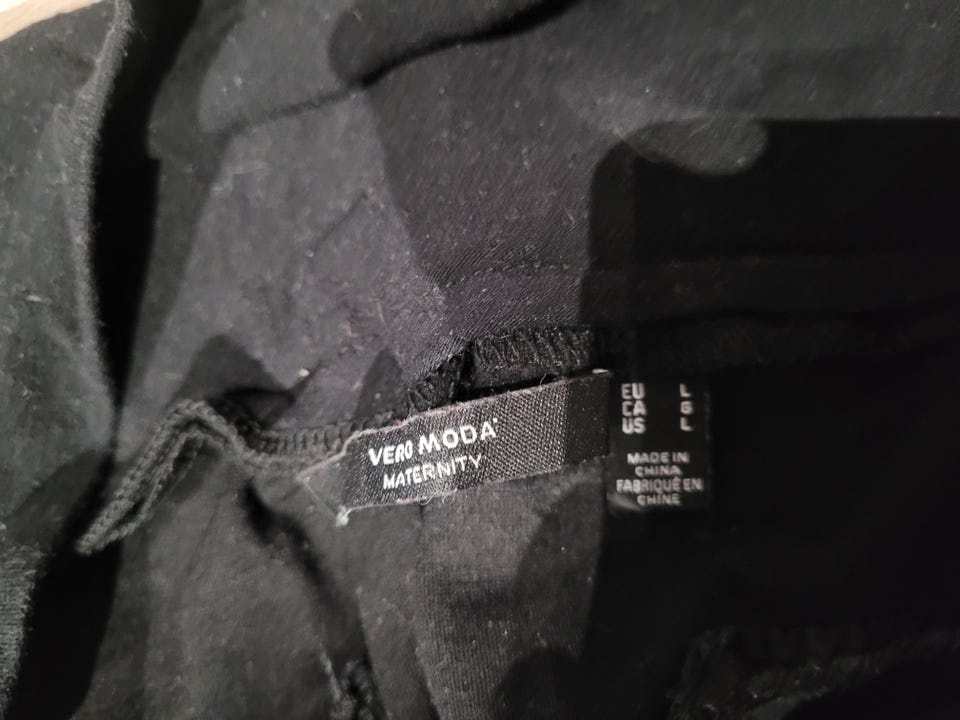 VERO MODA
MATERNITY
EU L
CA G
US L
MADE IN
CHINA
FABRIQUÉ EN
CHINE